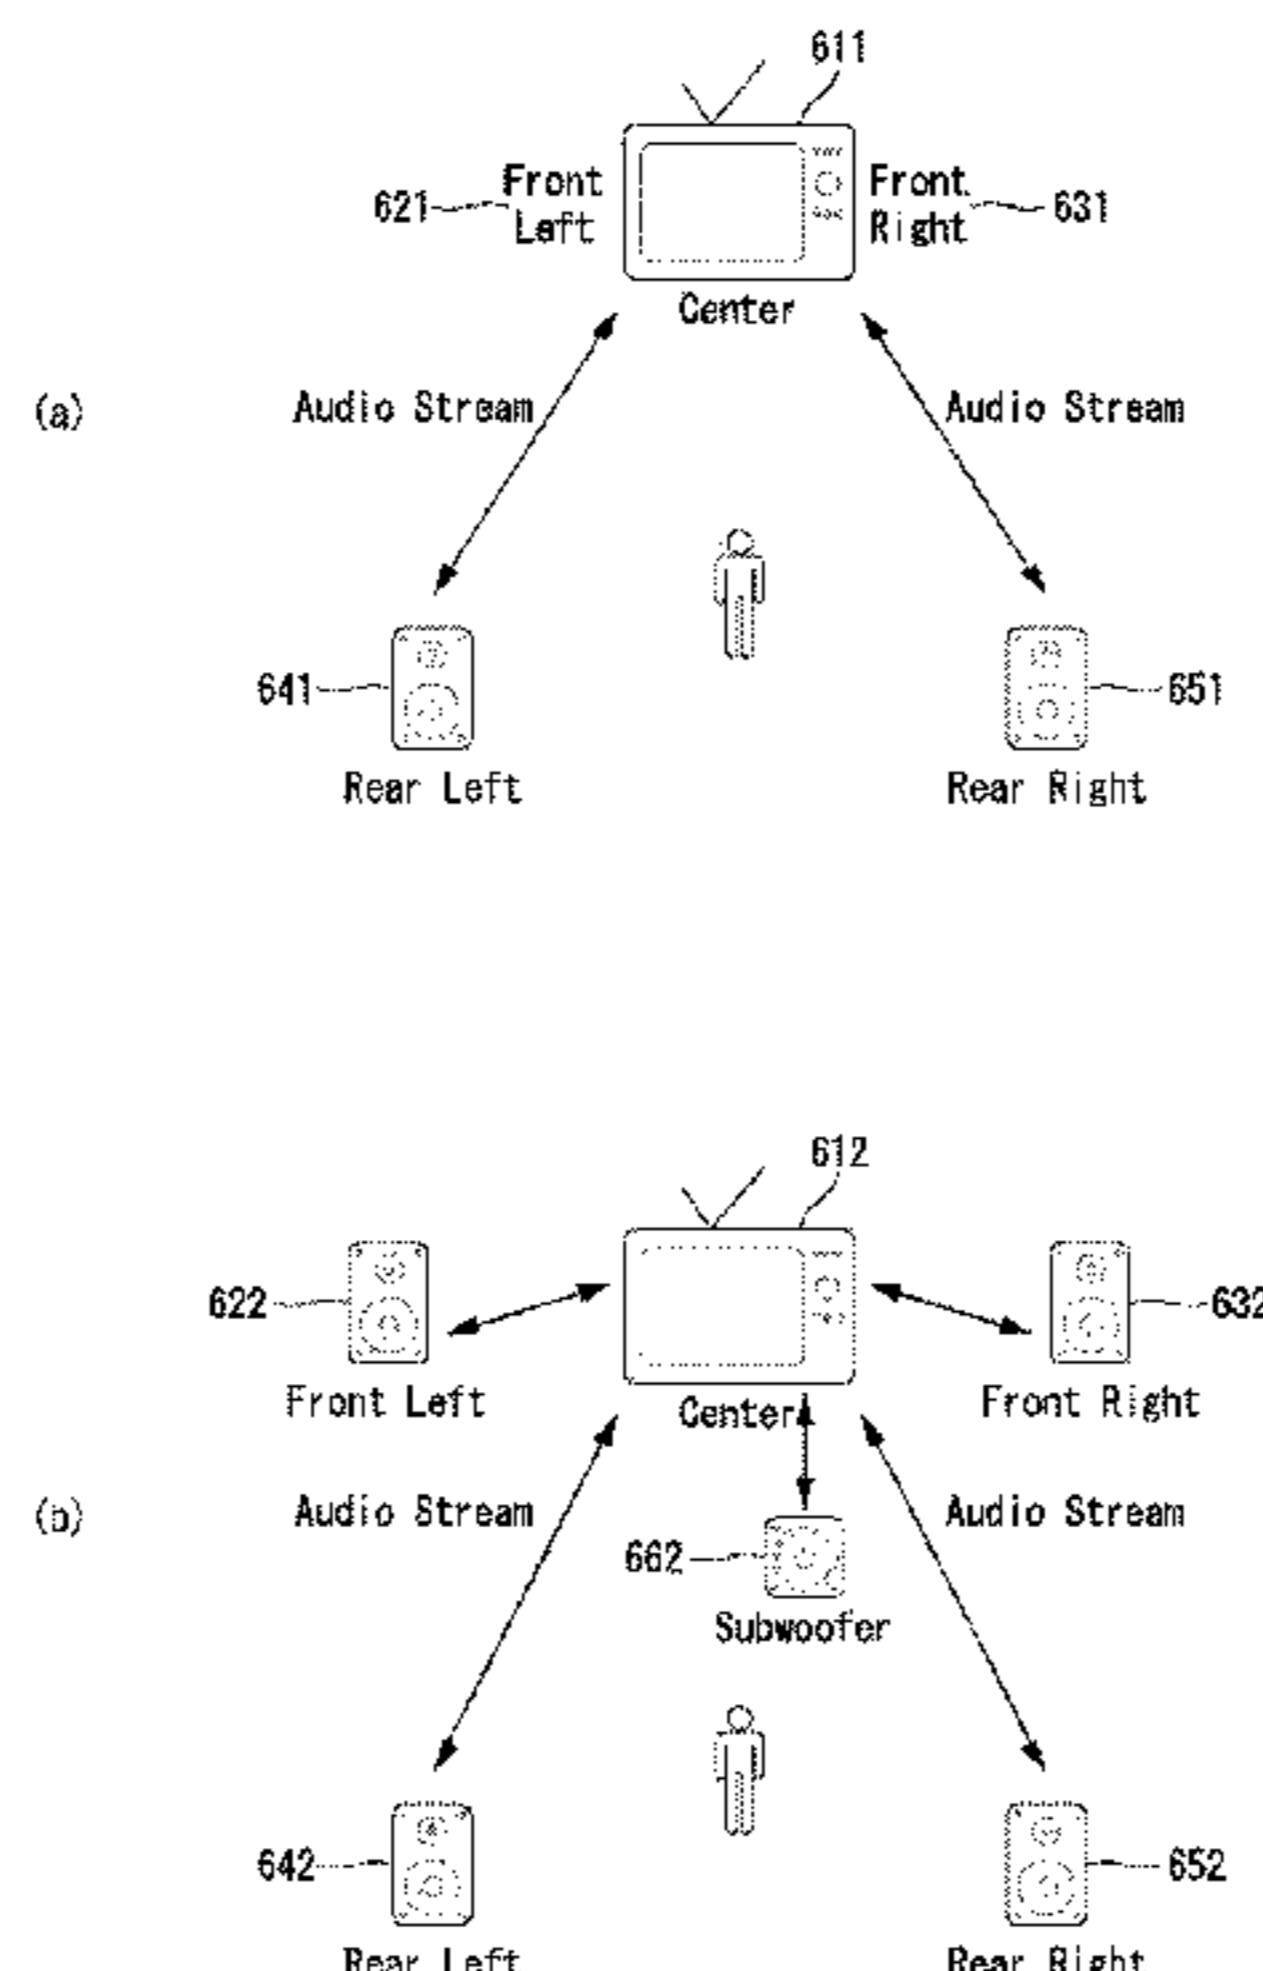 611
Front
Left
621
Front
Right
631
Center
(a)
Audio Stream
Audio Stream
641
651
Rear Left
Rear Right
612
622
632
Front Left
Center
Front Right
(b)
Audio Stream
Audio Stream
662
Subwoofer
642
652
Rear Left
Rear Right